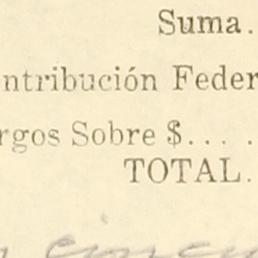 Suma.
ntribución Feder
rgos Sobre $.... .
TOTAL.